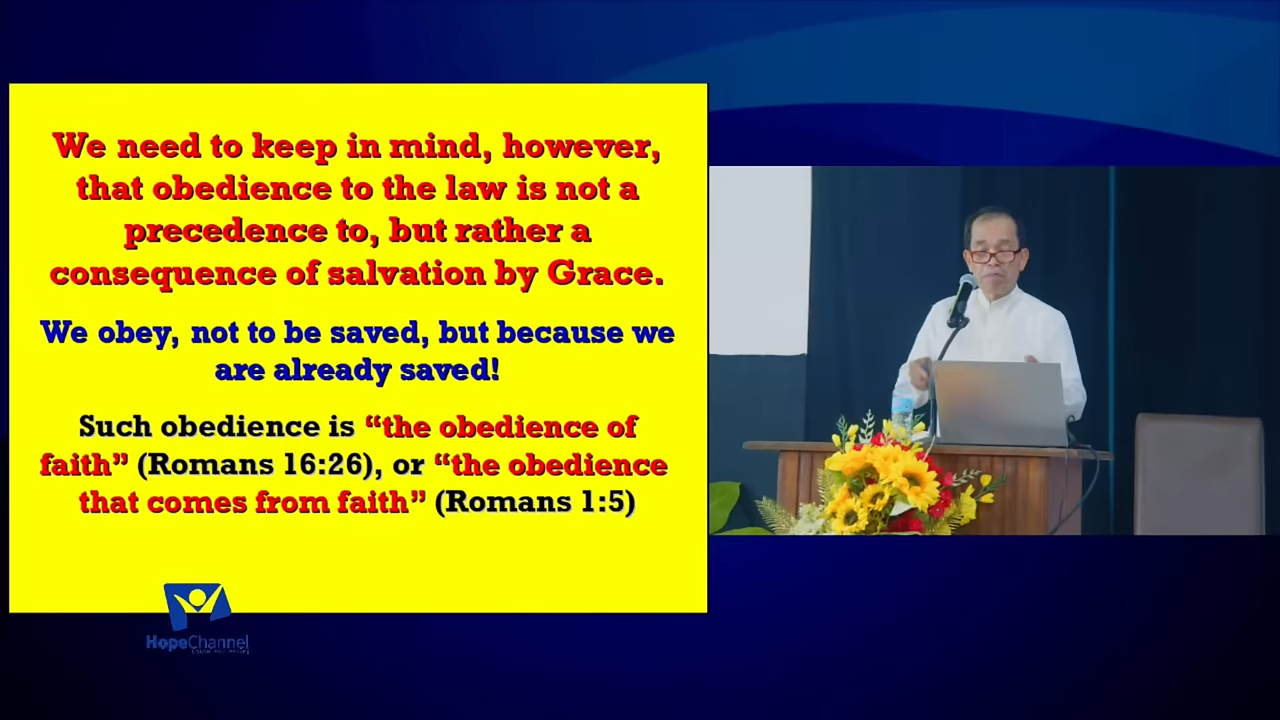 We need to keep in mind, however,
that obedience to the law is not a
precedence to, but rather a
consequence of salvation by Grace.
We obey, not to be saved, but because we
are already saved!
Such obedience is “the obedience of
faith” (Romans 16:26), or “the obedience
that comes from faith” (Romans 1:5)
HopeChannel